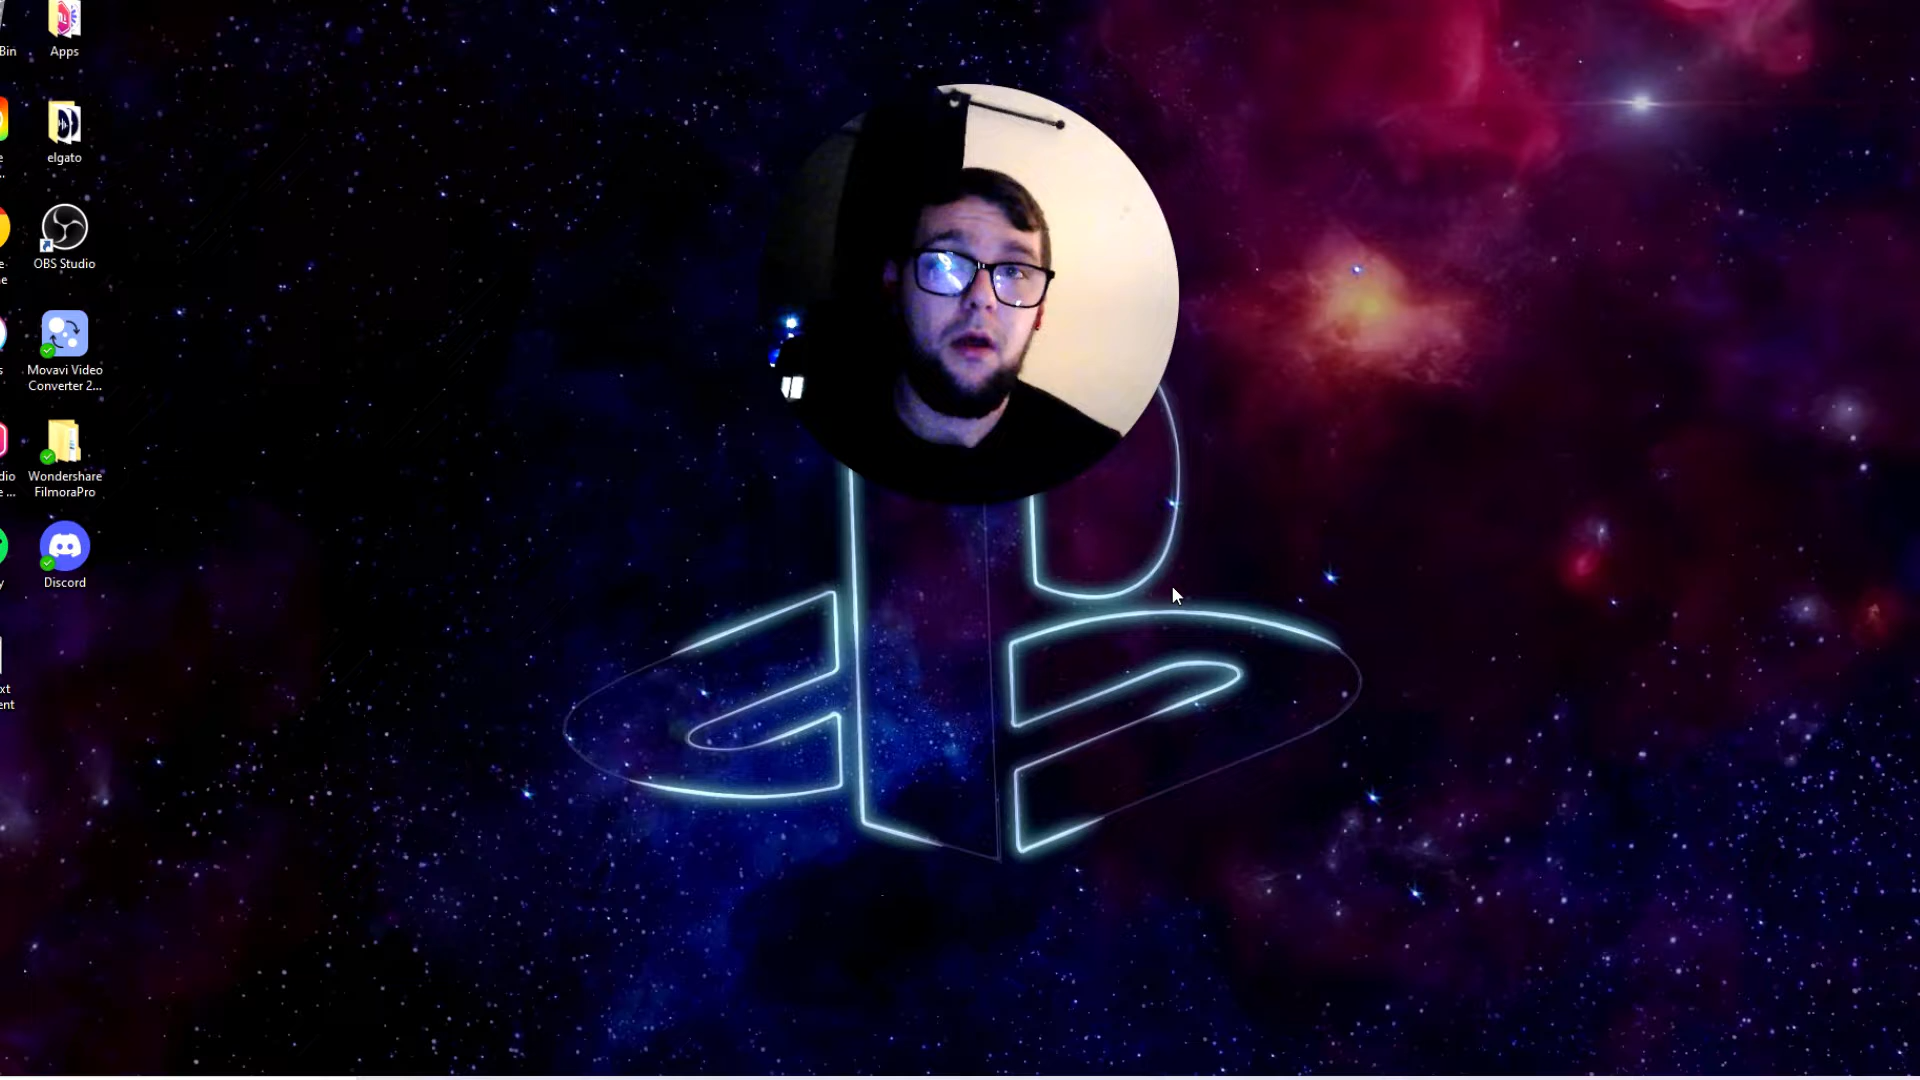 Bin
Apps
elgato
OBS Studio
Movavi Video
Converter 2...
Wondershare
FilmoraPro
Discord